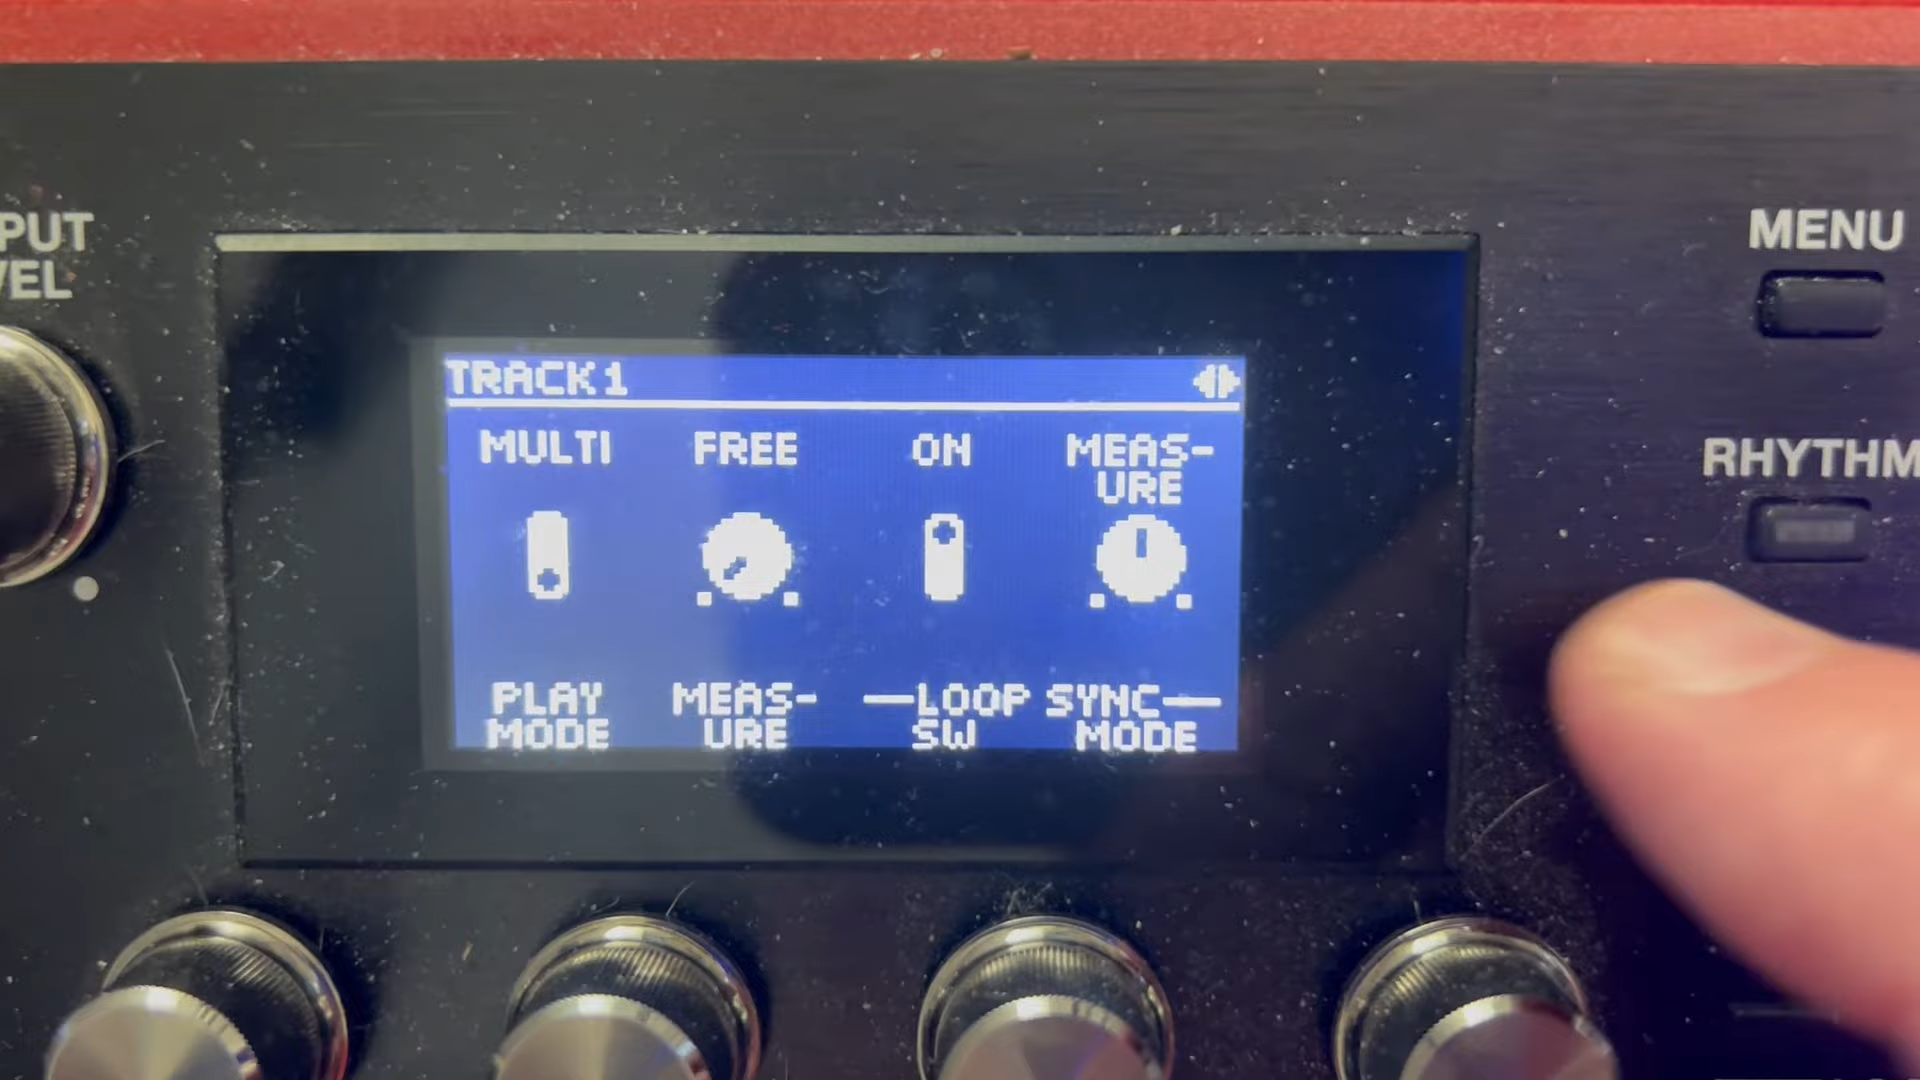 PUT
VEL
MENU
RHYTHM
TRACK1
MULTI FREE ON MEAS-
URE
PLAY MEAS- LOOP SYNC
MODE URE SW MODE